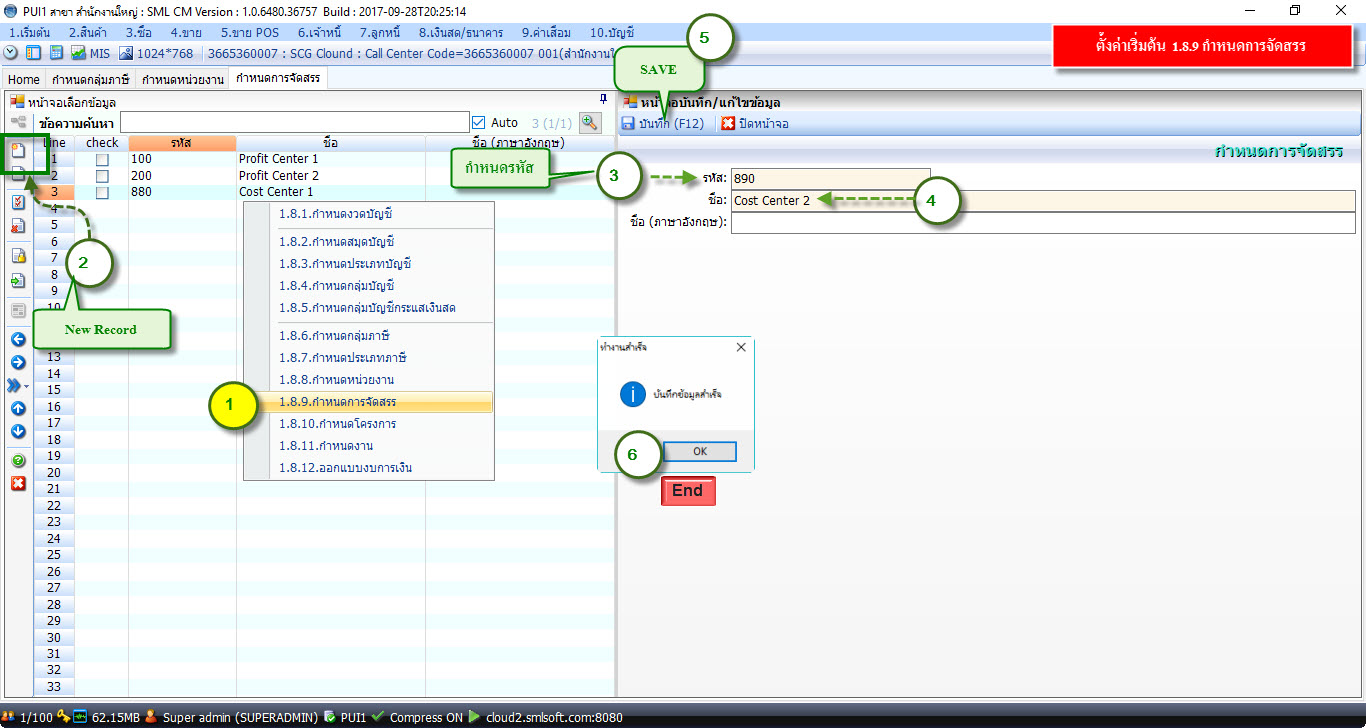 PUI1 สาขา สำนักงานใหญ่ : SML CM Version : 1.0.6480.36757 Build : 2017-09-28T20:25:14
1.เริ่มต้น 2.สินค้า 3.ซื้อ 4.ขาย 5.ขาย POS 6.เจ้าหนี้ 7.ลูกหนี้ 8.เงินสด/ธนาคาร 9.ค่าเสื่อม 10.บัญชี
5
ตั้งค่าเริ่มต้น 1.8.9 กำหนดการจัดสรร
MIS 1024*768 3665360007 : SCG Clound : Call Center Code=3665360007 001(สำนักงานใ
SAVE
Home กำหนดกลุ่มภาษี กำหนดหน่วยงาน กำหนดการจัดสรร
หน้าจอเลือกข้อมูล
ข้อความค้นหา Auto 3 (1/1)
Line check รหัส ชื่อ ชื่อ (ภาษาอังกฤษ)
1 100 Profit Center 1
2 200 Profit Center 2
3 880 Cost Center 1
4
5
6
7
8
9
10
13
14
15
16
17
18
19
20
21
22
23
24
25
26
27
28
29
30
31
32
33
2
New Record
1.8.1.กำหนดงวดบัญชี
1.8.2.กำหนดสมุดบัญชี
1.8.3.กำหนดประเภทบัญชี
1.8.4.กำหนดกลุ่มบัญชี
1.8.5.กำหนดกลุ่มบัญชีกระแสเงินสด
1.8.6.กำหนดกลุ่มภาษี
1.8.7.กำหนดประเภทภาษี
1.8.8.กำหนดหน่วยงาน
1
1.8.9.กำหนดการจัดสรร
1.8.10.กำหนดโครงการ
1.8.11.กำหนดงาน
1.8.12.ออกแบบงบการเงิน
บันทึก/แก้ไขข้อมูล
บันทึก (F12) ปิดหน้าจอ
กำหนดการจัดสรร
กำหนดรหัส
3
รหัส: 890
ชื่อ: Cost Center 2
4
ชื่อ (ภาษาอังกฤษ):
ทำงานสำเร็จ
บันทึกข้อมูลสำเร็จ
6
OK
End
1/100 62.15MB Super admin (SUPERADMIN) PUI1 Compress ON cloud2.smlsoft.com:8080